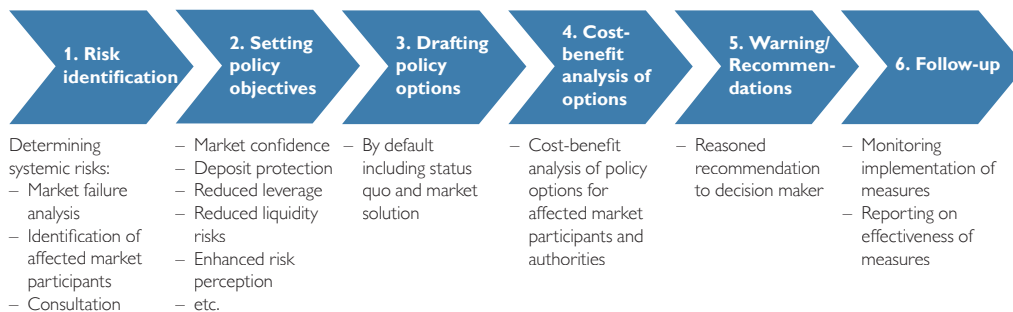 1. Risk
identification
2. Setting
policy
objectives
3. Drafting
policy
options
4. Cost-
benefit
analysis of
options
5. Warning/
Recommen-
dations
6. Follow-up
Determining
systemic risks:
– Market failure
analysis
– Identification of
affected market
participants
– Consultation
– Market confidence
– Deposit protection
– Reduced leverage
– Reduced liquidity
risks
– Enhanced risk
perception
– etc.
– By default
including status
quo and market
solution
– Cost-benefit
analysis of policy
options for
affected market
participants and
authorities
– Reasoned
recommendation
to decision maker
– Monitoring
implementation of
measures
– Reporting on
effectiveness of
measures